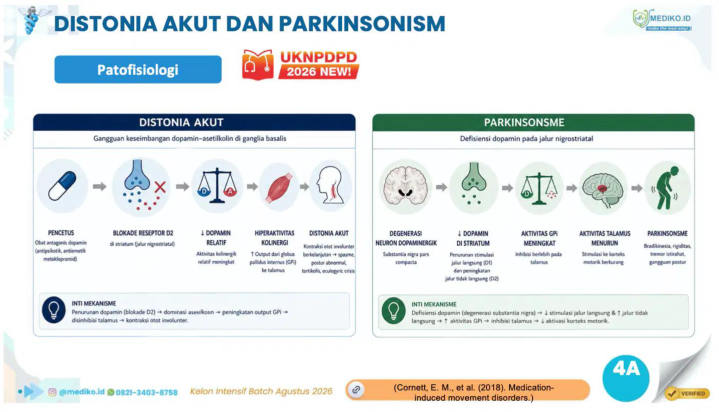 DISTONIA AKUT DAN PARKINSONISM
MEDIKO.ID
Patofisiologi
UKNPDPD
2026 NEW!
DISTONIA AKUT
Gangguan keseimbangan dopamin–asetilkolin di ganglia basalis
D
A
PENCETUS
Obat antagonis dopamin
(antipsikotik, antiemetik
metaklopramid)
BLOKADE RESEPTOR D2
di striatum (jalur nigrostriatal)
↓ DOPAMIN
RELATIF
Aktivitas kolinergik
relatif meningkat
HIPERAKTIVITAS
KOLINERGI
↑ Output dari globus
pallidus internus (GPi)
ke talamus
DISTONIA AKUT
Kontraksi otot involunter
berkelanjutan → spasme,
postur abnormal,
tortikolis, oculogyric crisis
INTI MEKANISME
Penurunan dopamin (blokade D2) → dominasi asetilkolin → peningkatan output GPi →
disinhibisi talamus → kontraksi otot involunter.
PARKINSONSME
Defisiensi dopamin pada jalur nigrostriatal
DEGENERASI
NEURON DOPAMINERGIK
Substantia nigra pars
compacta
↓ DOPAMIN
DI STRIATUM
Penurunan stimulasi
jalur langsung (D1)
dan peningkatan
jalur tidak langsung (D2)
AKTIVITAS GPi
MENINGKAT
Inhibisi berlebih pada
talamus
AKTIVITAS TALAMUS
MENURUN
Stimulasi ke korteks
motorik berkurang
PARKINSONSME
Bradikinesia, rigiditas,
tremor istirahat,
gangguan postur
INTI MEKANISME
Defisiensi dopamin (degenerasi substantia nigra) → ↓ stimulasi jalur langsung & ↑ jalur tidak
langsung → ↑ aktivitas GPi → inhibisi talamus → ↓ aktivasi korteks motorik.
4A
@mediko.id
0821-3403-8758
Kelon Intensif Batch Agustus 2026
(Cornett, E. M., et al. (2018). Medication-
induced movement disorders.)
VERIFIED